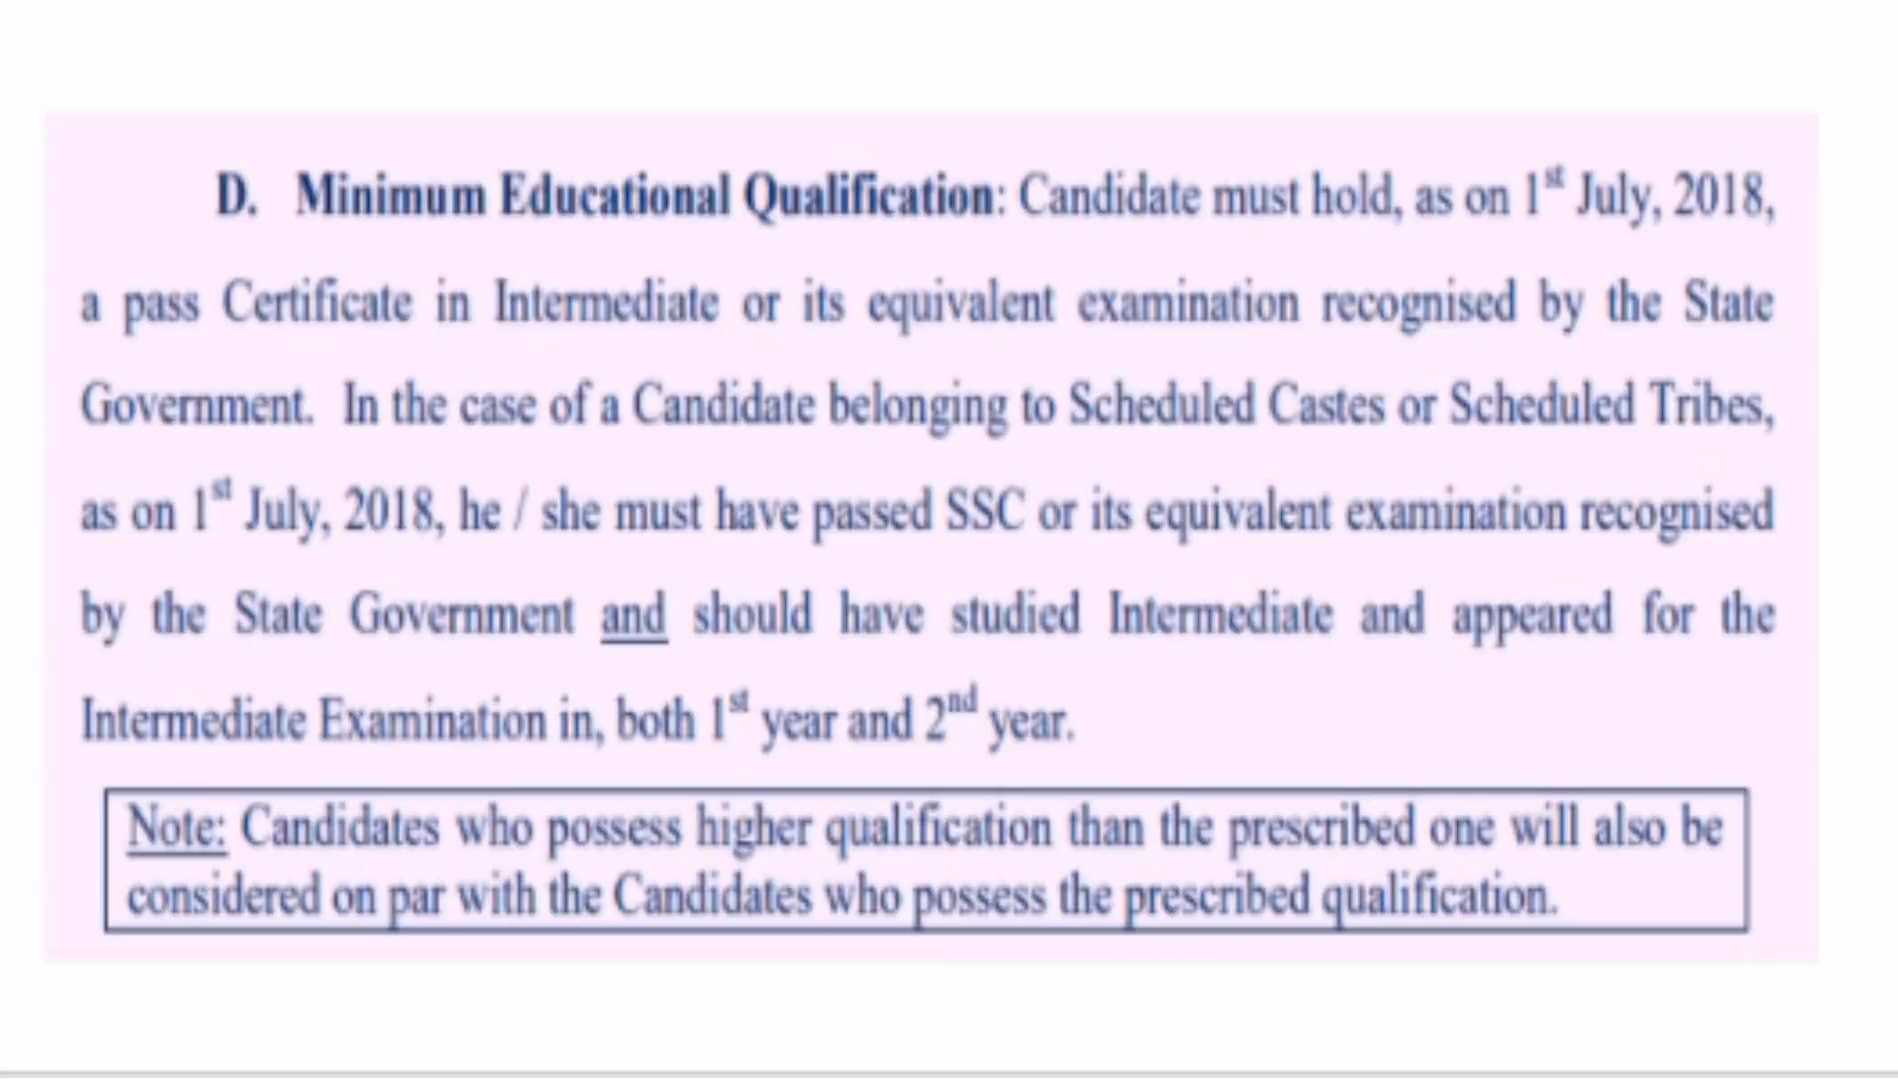 D. Minimum Educational Qualification: Candidate must hold, as on 1st July, 2018,
a pass Certificate in Intermediate or its equivalent examination recognised by the State
Government. In the case of a Candidate belonging to Scheduled Castes or Scheduled Tribes,
as on 1st July, 2018, he / she must have passed SSC or its equivalent examination recognised
by the State Government and should have studied Intermediate and appeared for the
Intermediate Examination in, both 1st year and 2nd year.
Note: Candidates who possess higher qualification than the prescribed one will also be
considered on par with the Candidates who possess the prescribed qualification.